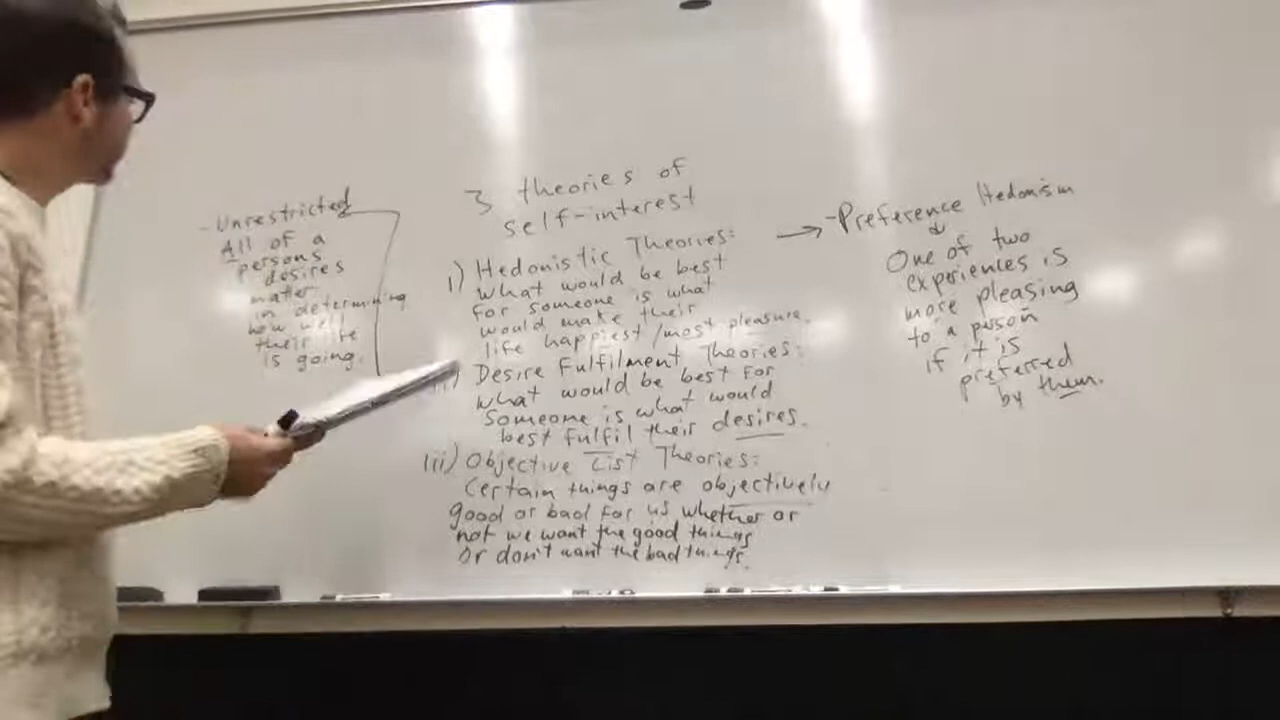 - Unrestricted
All of a
persons
desires
mater
in determining
how well
their life
is going.
3 theories of
self-interest
i) Hedonistic Theories:
what would be best
for someone is what
would make their
life happiest/most pleasure.
ii) Desire Fulfilment Theories:
what would be best for
someone is what would
best fulfil their desires.
iii) Objective List Theories:
Certain things are objectively
good or bad for us whether or
not we want the good things
or don't want the bad things.
→ - Preference Hedonism
One of two
experiences is
more pleasing
to a person
if it is
preferred
by them.